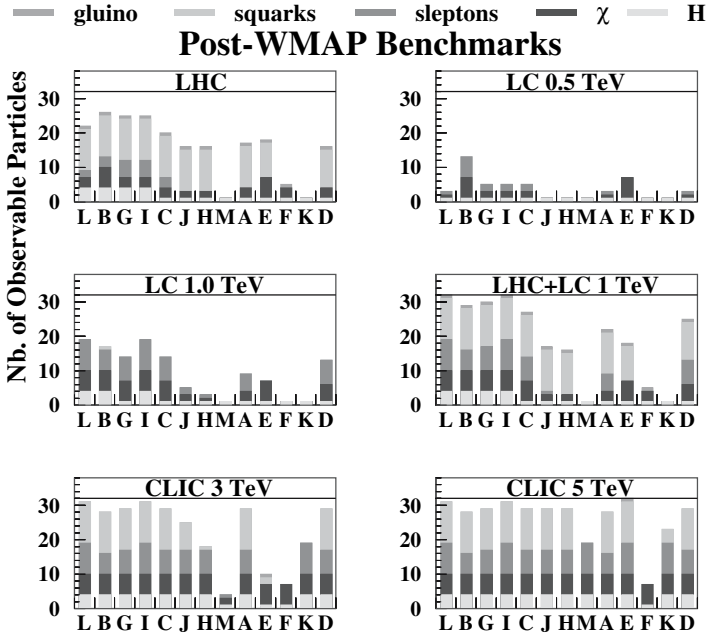 gluino squarks sleptons χ H
Post-WMAP Benchmarks
Nb. of Observable Particles
LHC
30
20
10
0
L B G I C J H M A E F K D
LC 0.5 TeV
30
20
10
0
L B G I C J H M A E F K D
LC 1.0 TeV
30
20
10
0
L B G I C J H M A E F K D
LHC+LC 1 TeV
30
20
10
0
L B G I C J H M A E F K D
CLIC 3 TeV
30
20
10
0
L B G I C J H M A E F K D
CLIC 5 TeV
30
20
10
0
L B G I C J H M A E F K D